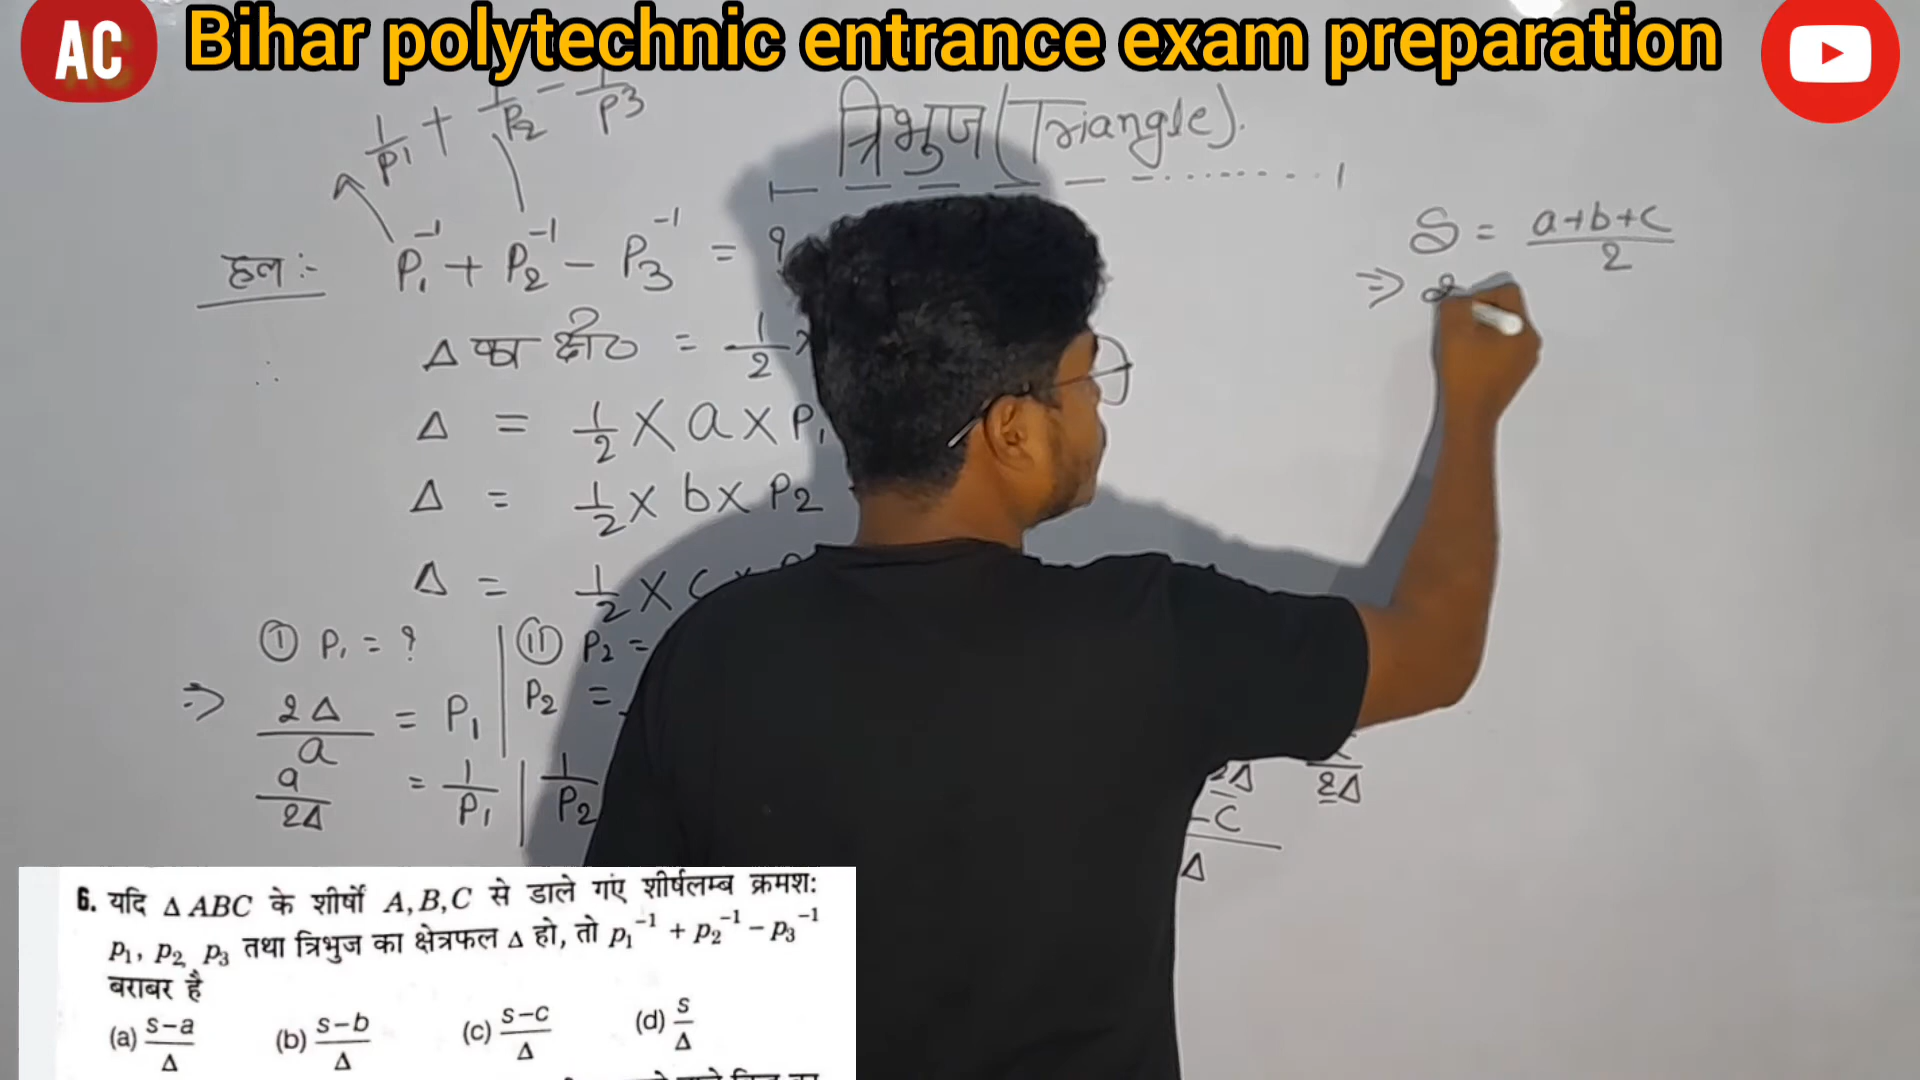 AC Bihar polytechnic entrance exam preparation
1/P1 + 1/P2 - 1/P3
त्रिभुज (Triangle).
हल :- P1^-1 + P2^-1 - P3^-1 = ?
S = a+b+c/2
⇒ 2
Δ का क्षे० = 1/2 ×
Δ = 1/2 × a × P1
Δ = 1/2 × b × P2
Δ = 1/2 × c ×
① P1 = ? | ⑪ P2 =
⇒ 2Δ/a = P1 | P2 =
a/2Δ = 1/P1 | 1/P2
2Δ 2Δ
-c/Δ
6. यदि Δ ABC के शीर्षों A, B, C से डाले गएं शीर्षलम्ब क्रमश:
p1, p2, p3 तथा त्रिभुज का क्षेत्रफल Δ हो, तो p1^-1 + p2^-1 - p3^-1
बराबर है
(a) s-a/Δ (b) s-b/Δ (c) s-c/Δ (d) s/Δ